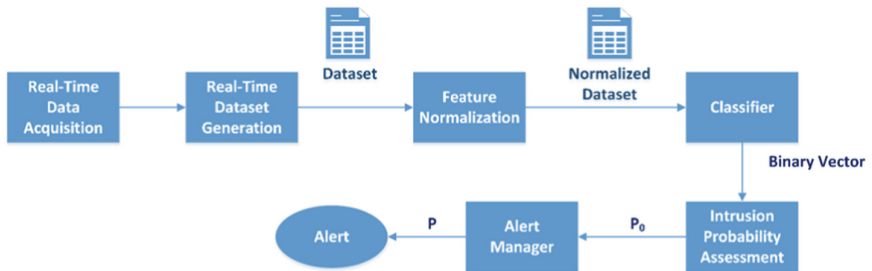 Real-Time
Data
Acquisition
Real-Time
Dataset
Generation
Dataset
Feature
Normalization
Normalized
Dataset
Classifier
Binary Vector
Intrusion
Probability
Assessment
P₀
Alert
Manager
P
Alert